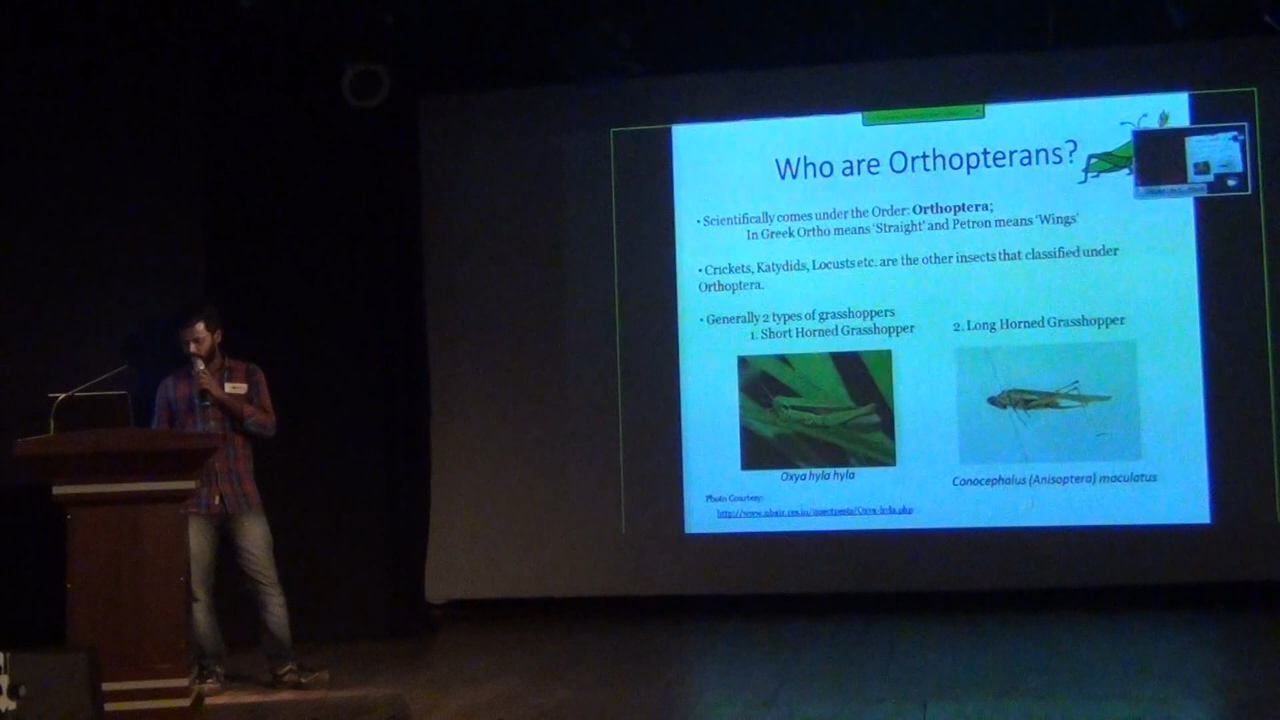 Who are Orthopterans?
• Scientifically comes under the Order: Orthoptera;
In Greek Ortho means ‘Straight’ and Petron means ‘Wings’
• Crickets, Katydids, Locusts etc. are the other insects that classified under
Orthoptera.
• Generally 2 types of grasshoppers
1. Short Horned Grasshopper
2. Long Horned Grasshopper
Oxya hyla hyla
Conocephalus (Anisoptera) maculatus
Photo Courtesy: